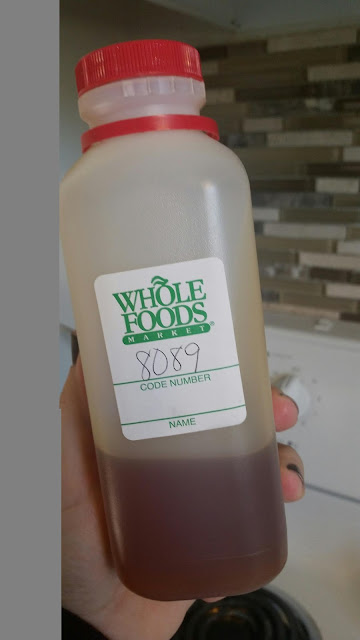 WHOLE
FOODS
MARKET®
8089
CODE NUMBER
NAME